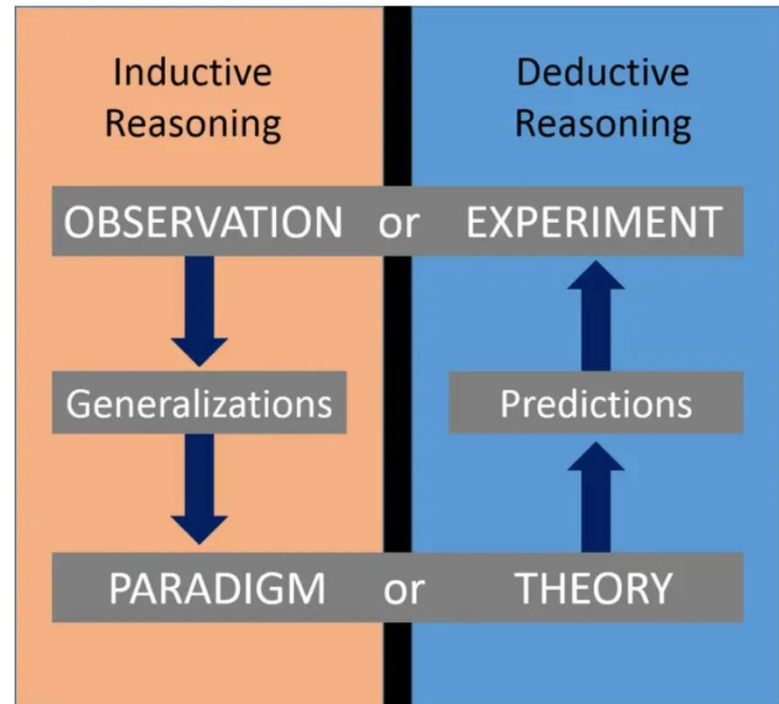 Inductive
Reasoning
Deductive
Reasoning
OBSERVATION or EXPERIMENT
Generalizations
Predictions
PARADIGM or THEORY